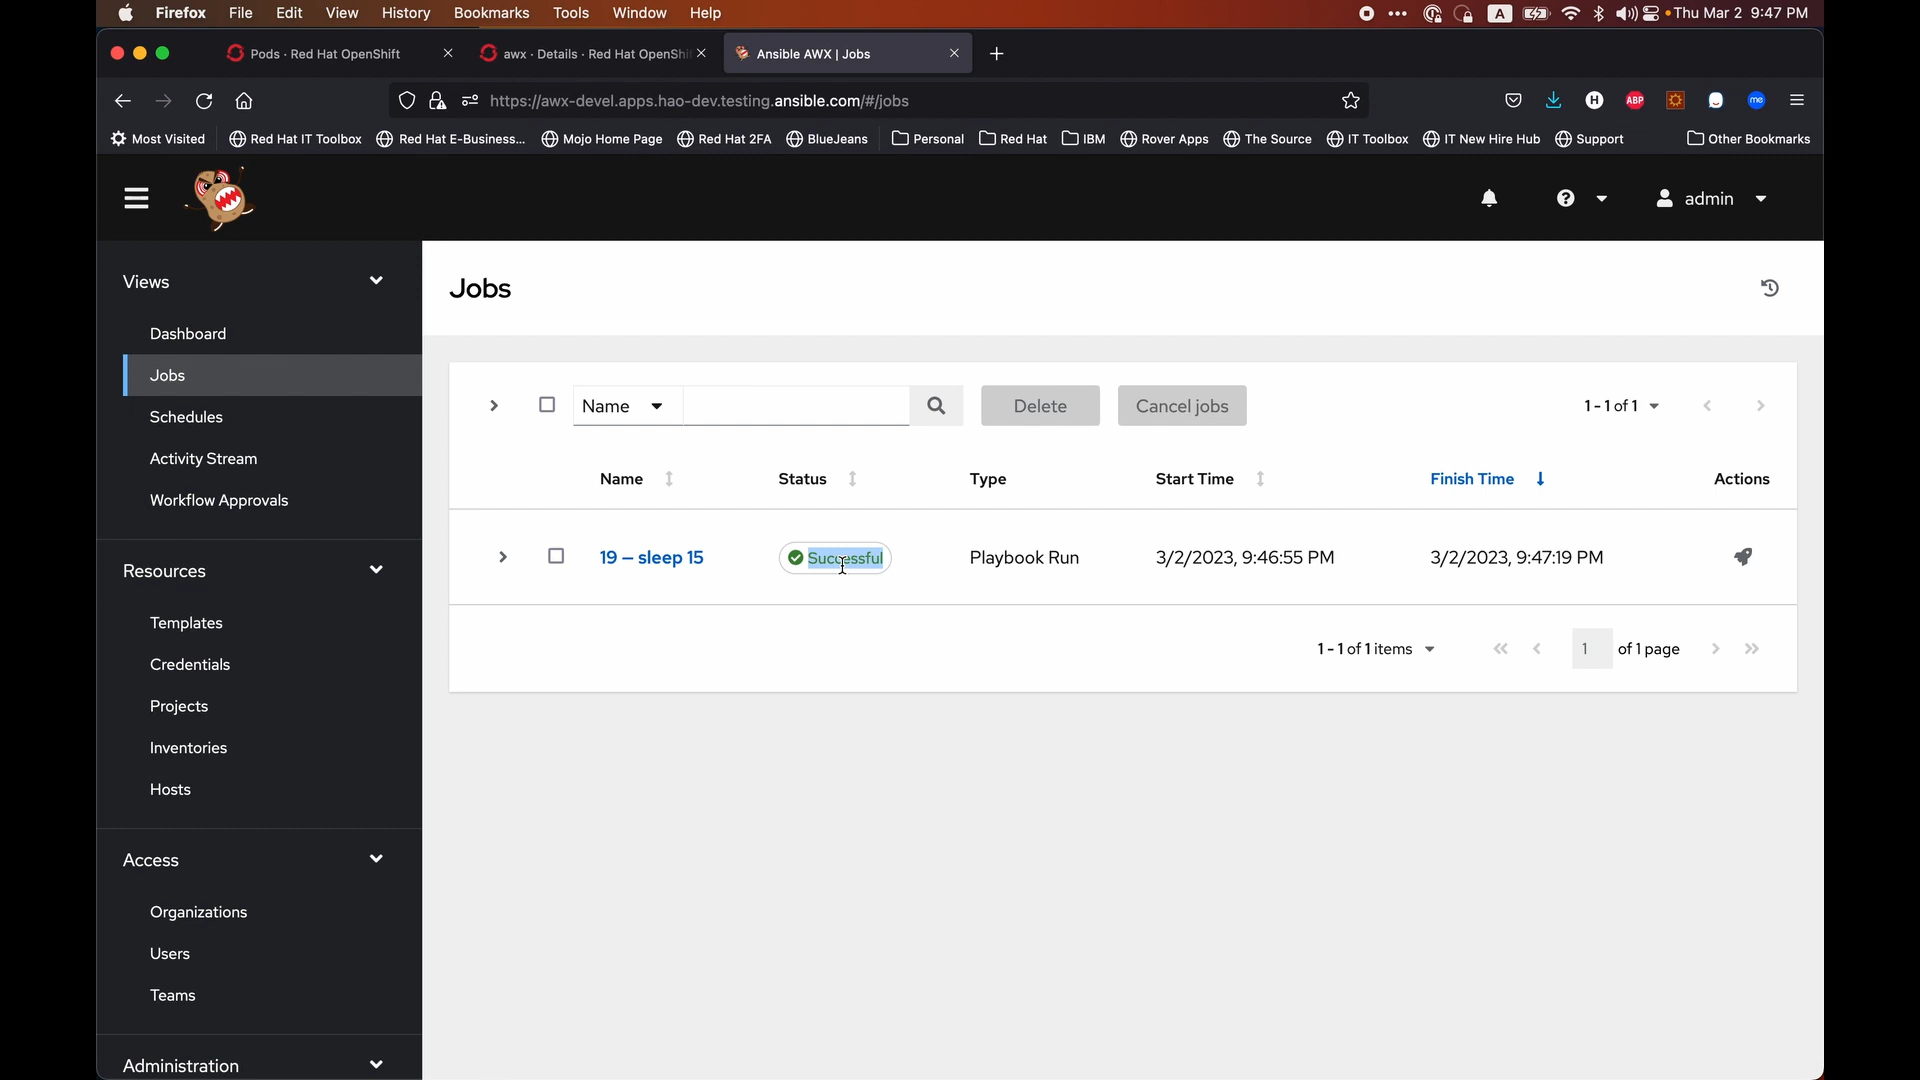 Firefox File Edit View History Bookmarks Tools Window Help A Thu Mar 2 9:47 PM
Pods · Red Hat OpenShift
awx · Details · Red Hat OpenShi
Ansible AWX | Jobs
https://awx-devel.apps.hao-dev.testing.ansible.com/#/jobs
H ABP me
Most Visited Red Hat IT Toolbox Red Hat E-Business... Mojo Home Page Red Hat 2FA BlueJeans Personal Red Hat IBM Rover Apps The Source IT Toolbox IT New Hire Hub Support Other Bookmarks
admin
Views
Dashboard
Jobs
Schedules
Activity Stream
Workflow Approvals
Resources
Templates
Credentials
Projects
Inventories
Hosts
Access
Organizations
Users
Teams
Administration
Jobs
Name Delete Cancel jobs 1 - 1 of 1
Name Status Type Start Time Finish Time Actions
19 — sleep 15 Successful Playbook Run 3/2/2023, 9:46:55 PM 3/2/2023, 9:47:19 PM
1 - 1 of 1 items 1 of 1 page